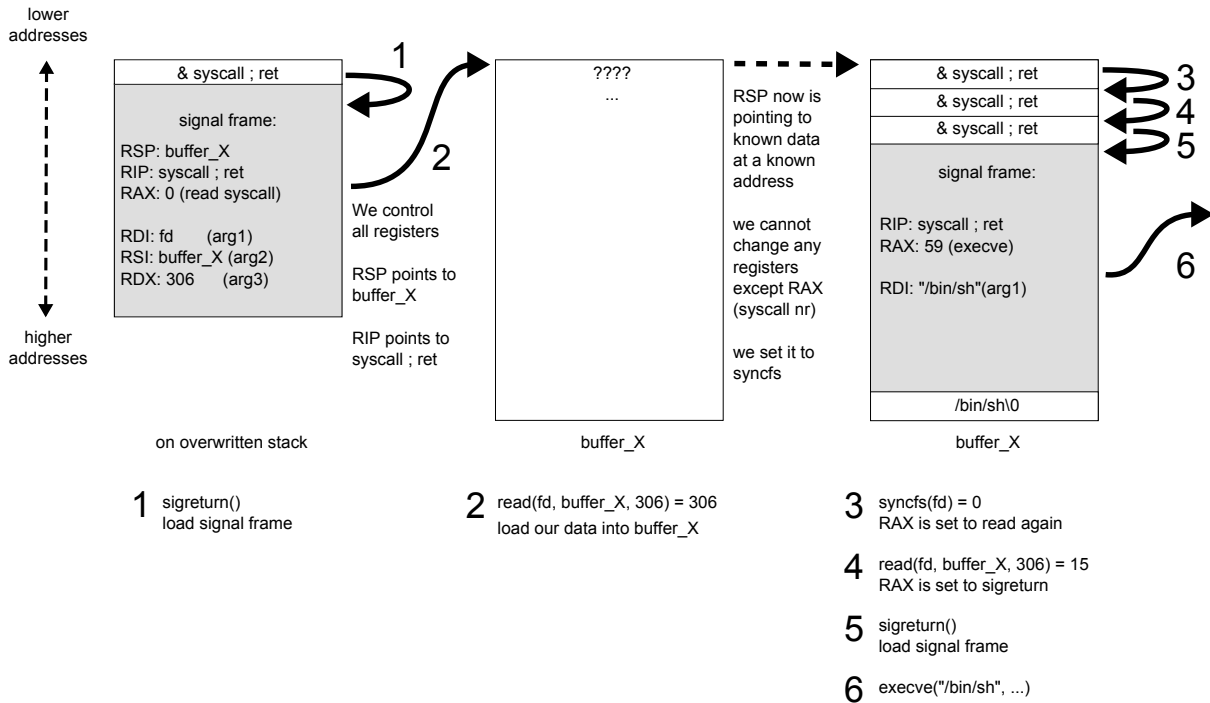 lower
addresses
higher
addresses
& syscall ; ret
signal frame:
RSP: buffer_X
RIP: syscall ; ret
RAX: 0 (read syscall)
RDI: fd (arg1)
RSI: buffer_X (arg2)
RDX: 306 (arg3)
on overwritten stack
1
2
We control
all registers
RSP points to
buffer_X
RIP points to
syscall ; ret
????
...
buffer_X
RSP now is
pointing to
known data
at a known
address
we cannot
change any
registers
except RAX
(syscall nr)
we set it to
syncfs
& syscall ; ret
& syscall ; ret
& syscall ; ret
signal frame:
RIP: syscall ; ret
RAX: 59 (execve)
RDI: "/bin/sh"(arg1)
/bin/sh\0
buffer_X
3
4
5
6
1 sigreturn()
load signal frame
2 read(fd, buffer_X, 306) = 306
load our data into buffer_X
3 syncfs(fd) = 0
RAX is set to read again
4 read(fd, buffer_X, 306) = 15
RAX is set to sigreturn
5 sigreturn()
load signal frame
6 execve("/bin/sh", ...)